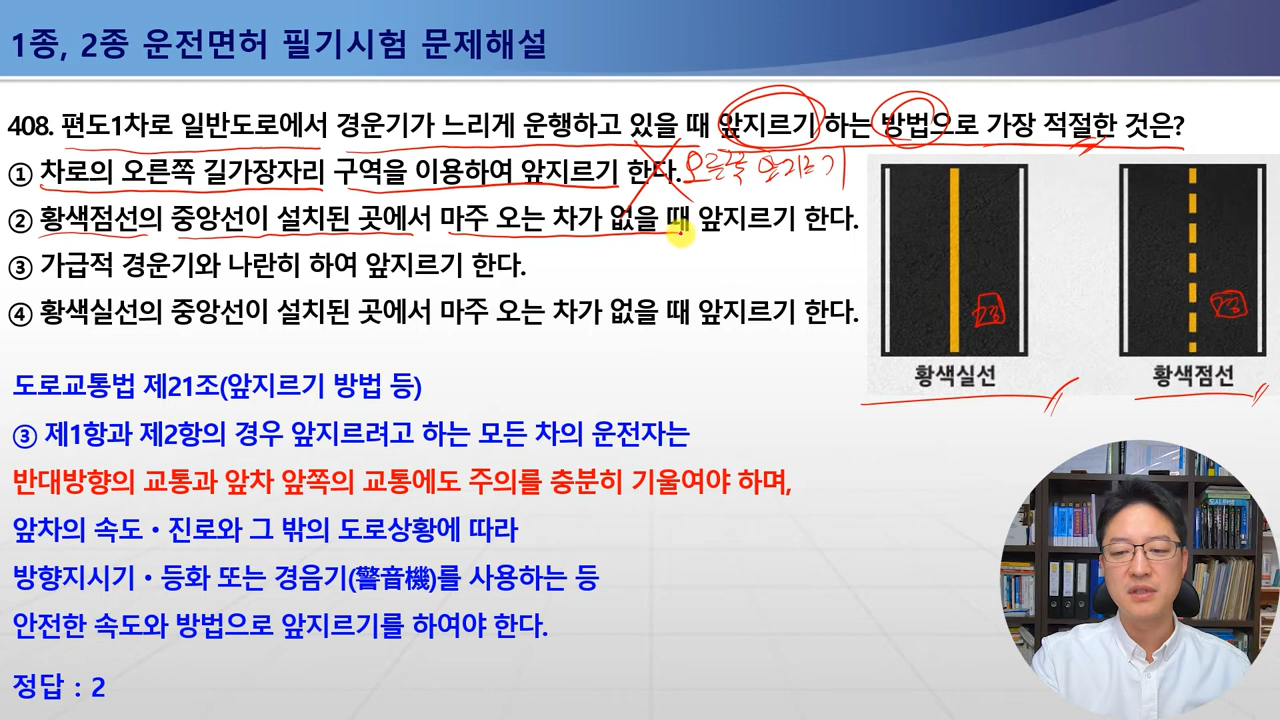 1종, 2종 운전면허 필기시험 문제해설
408. 편도1차로 일반도로에서 경운기가 느리게 운행하고 있을 때 앞지르기 하는 방법으로 가장 적절한 것은?
① 차로의 오른쪽 길가장자리 구역을 이용하여 앞지르기 한다. 오른쪽 앞지르기
② 황색점선의 중앙선이 설치된 곳에서 마주 오는 차가 없을 때 앞지르기 한다.
③ 가급적 경운기와 나란히 하여 앞지르기 한다.
④ 황색실선의 중앙선이 설치된 곳에서 마주 오는 차가 없을 때 앞지르기 한다.
경
경
황색실선
황색점선
도로교통법 제21조(앞지르기 방법 등)
③ 제1항과 제2항의 경우 앞지르려고 하는 모든 차의 운전자는
반대방향의 교통과 앞차 앞쪽의 교통에도 주의를 충분히 기울여야 하며,
앞차의 속도・진로와 그 밖의 도로상황에 따라
방향지시기・등화 또는 경음기(警音機)를 사용하는 등
안전한 속도와 방법으로 앞지르기를 하여야 한다.
정답 : 2